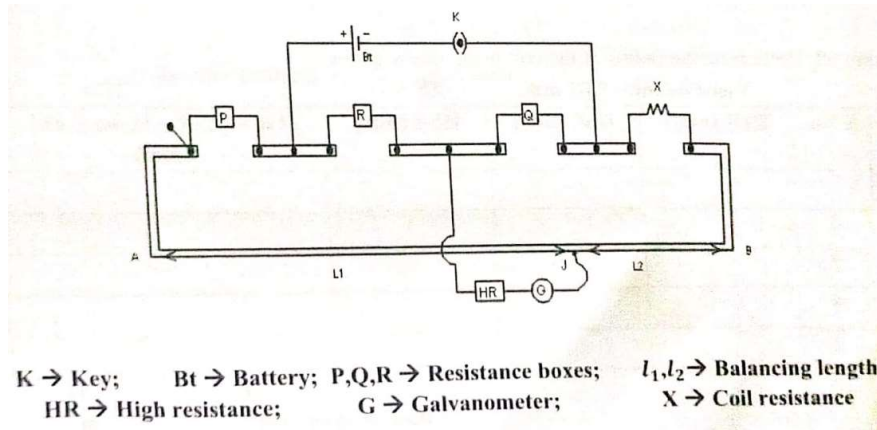 K
+ -
Bt
X
P
R
Q
A
B
L1
J
L2
HR
G
K → Key; Bt → Battery; P,Q,R → Resistance boxes; l₁,l₂→ Balancing length
HR → High resistance; G → Galvanometer; X → Coil resistance